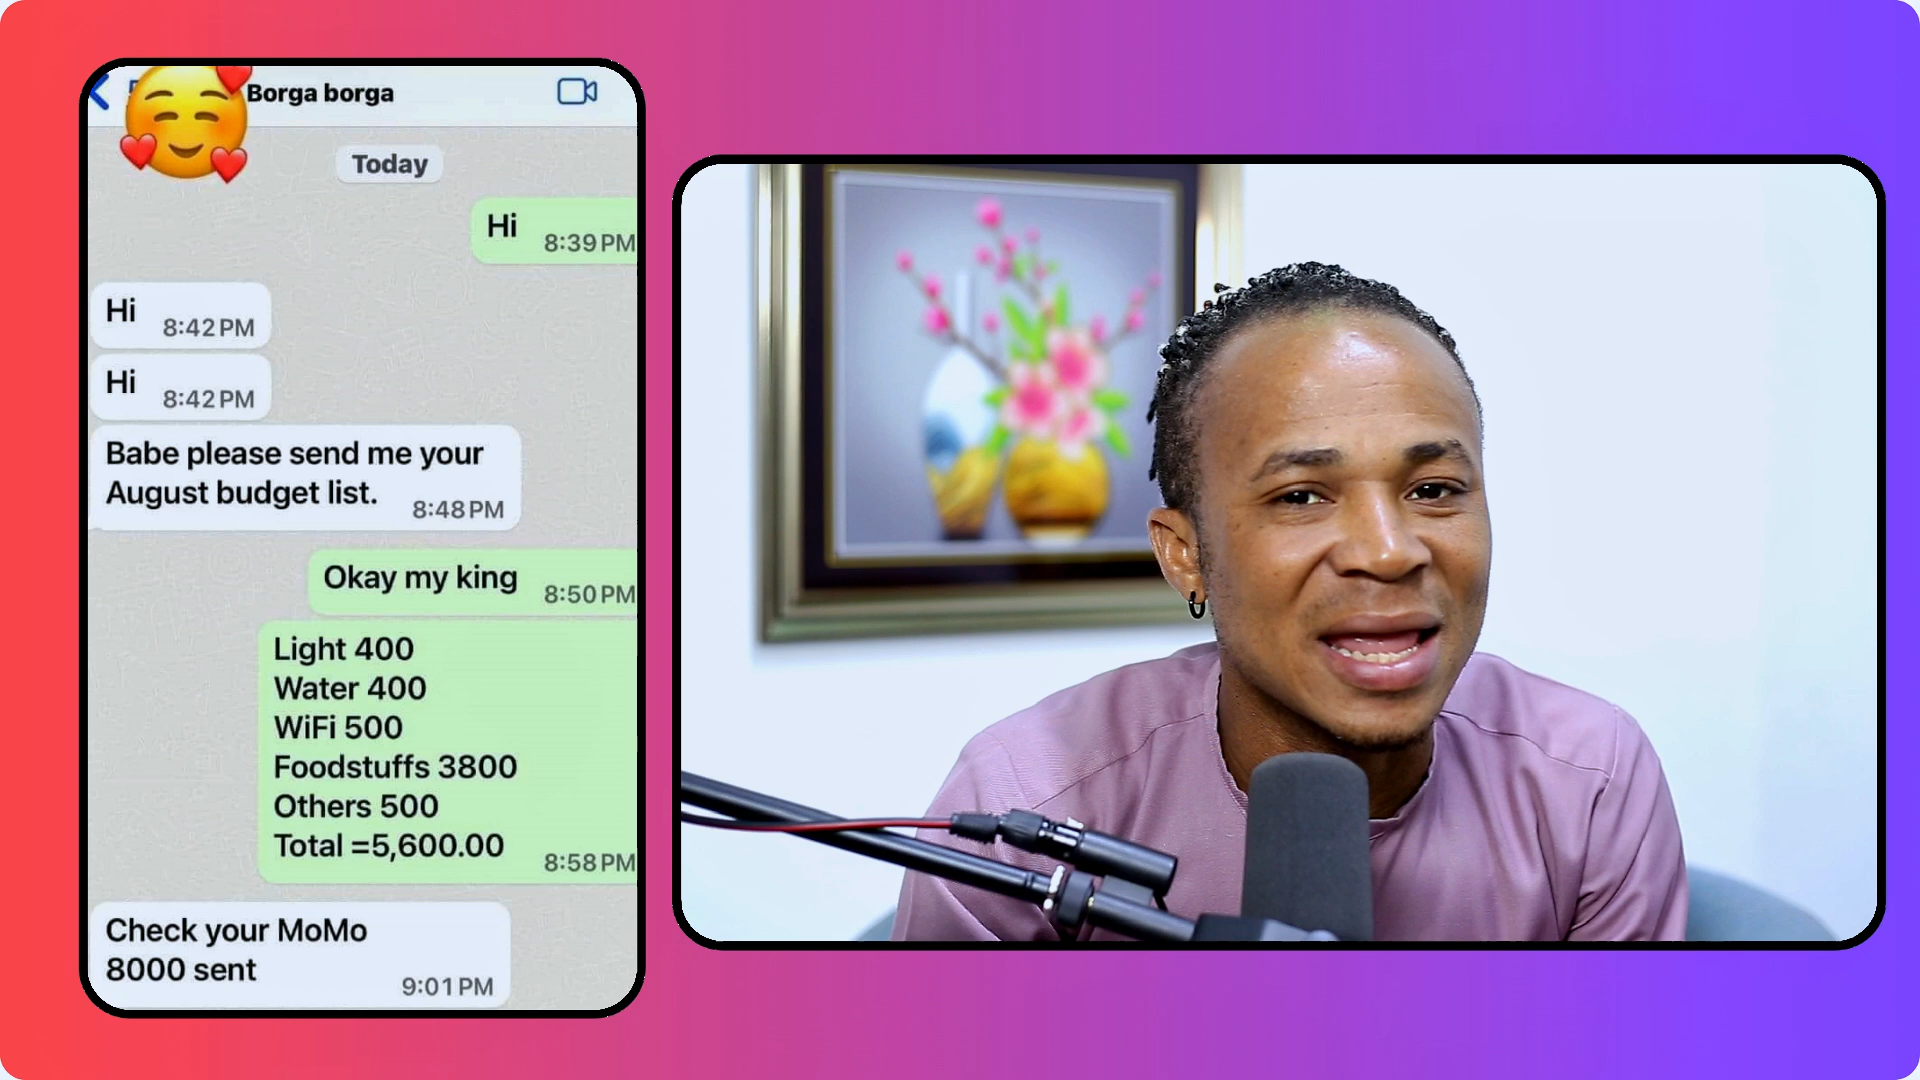 Borga borga
Today
Hi
8:39 PM
Hi
8:42 PM
Hi
8:42 PM
Babe please send me your
August budget list.
8:48 PM
Okay my king
8:50 PM
Light 400
Water 400
WiFi 500
Foodstuffs 3800
Others 500
Total =5,600.00
8:58 PM
Check your MoMo
8000 sent
9:01 PM